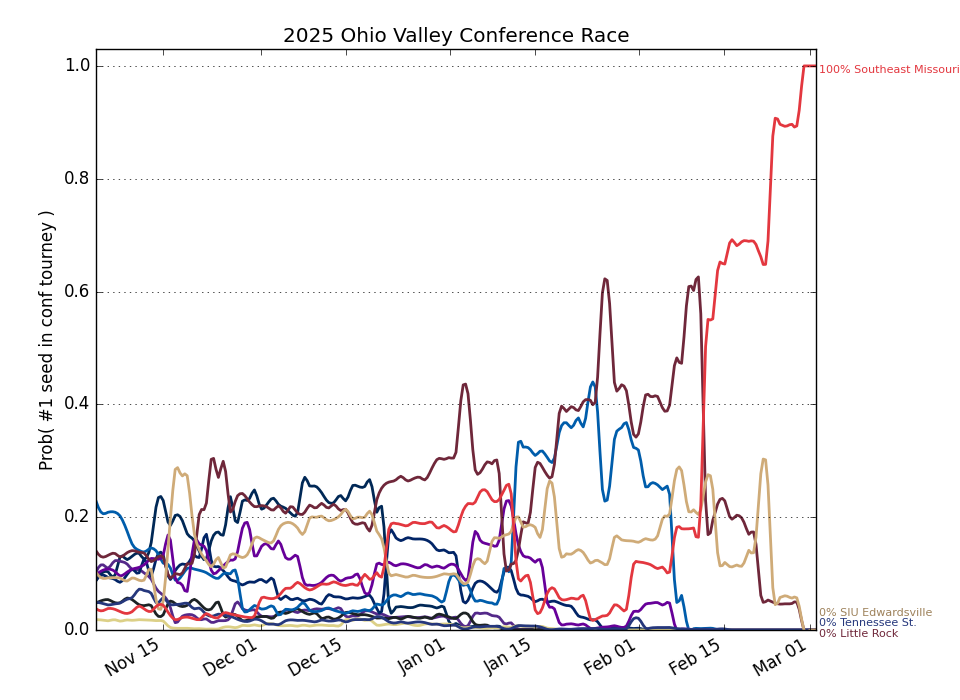 2025 Ohio Valley Conference Race
Prob( #1 seed in conf tourney )
1.0
0.8
0.6
0.4
0.2
0.0
Nov 15
Dec 01
Dec 15
Jan 01
Jan 15
Feb 01
Feb 15
Mar 01
100% Southeast Missouri
0% SIU Edwardsville
0% Tennessee St.
0% Little Rock